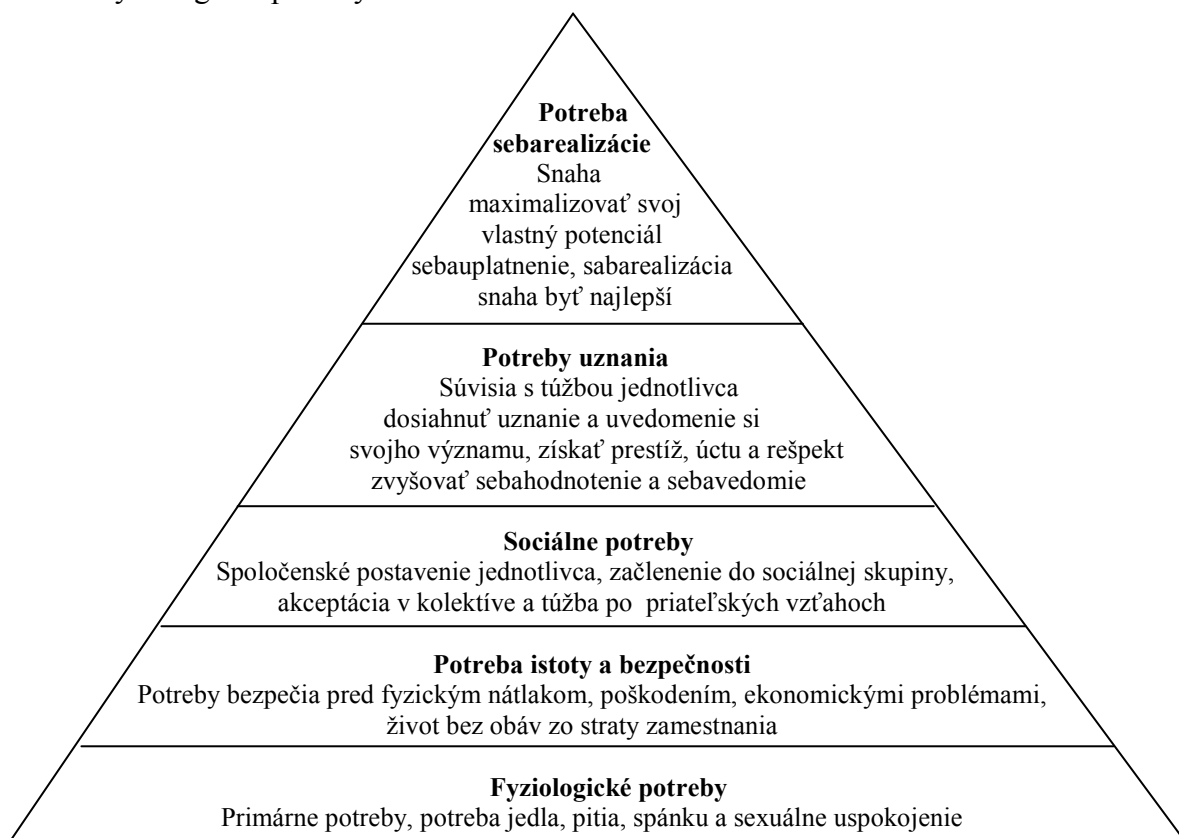 Potreba
sebarealizácie
Snaha
maximalizovať svoj
vlastný potenciál
sebauplatnenie, sabarealizácia
snaha byť najlepší
Potreby uznania
Súvisia s túžbou jednotlivca
dosiahnuť uznanie a uvedomenie si
svojho významu, získať prestíž, úctu a rešpekt
zvyšovať sebahodnotenie a sebavedomie
Sociálne potreby
Spoločenské postavenie jednotlivca, začlenenie do sociálnej skupiny,
akceptácia v kolektíve a túžba po priateľských vzťahoch
Potreba istoty a bezpečnosti
Potreby bezpečia pred fyzickým nátlakom, poškodením, ekonomickými problémami,
život bez obáv zo straty zamestnania
Fyziologické potreby
Primárne potreby, potreba jedla, pitia, spánku a sexuálne uspokojenie